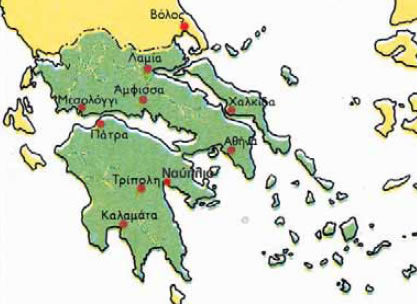 Βόλος
Λαμία
Άμφισσα
Χαλκίδα
Μεσολόγγι
Πάτρα
Αθήνα
Τρίπολη
Ναύπλιο
Καλαμάτα